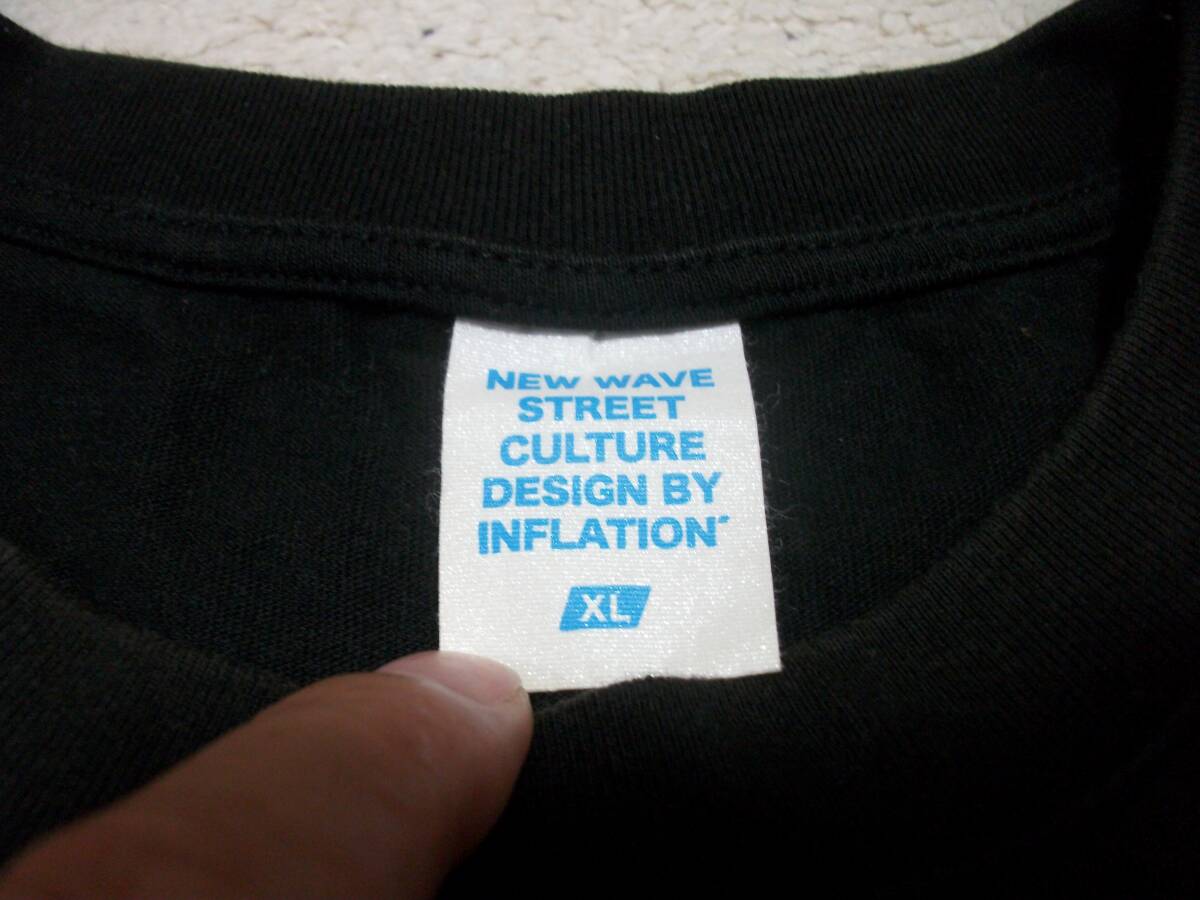 NEW WAVE
STREET
CULTURE
DESIGN BY
INFLATION
XL